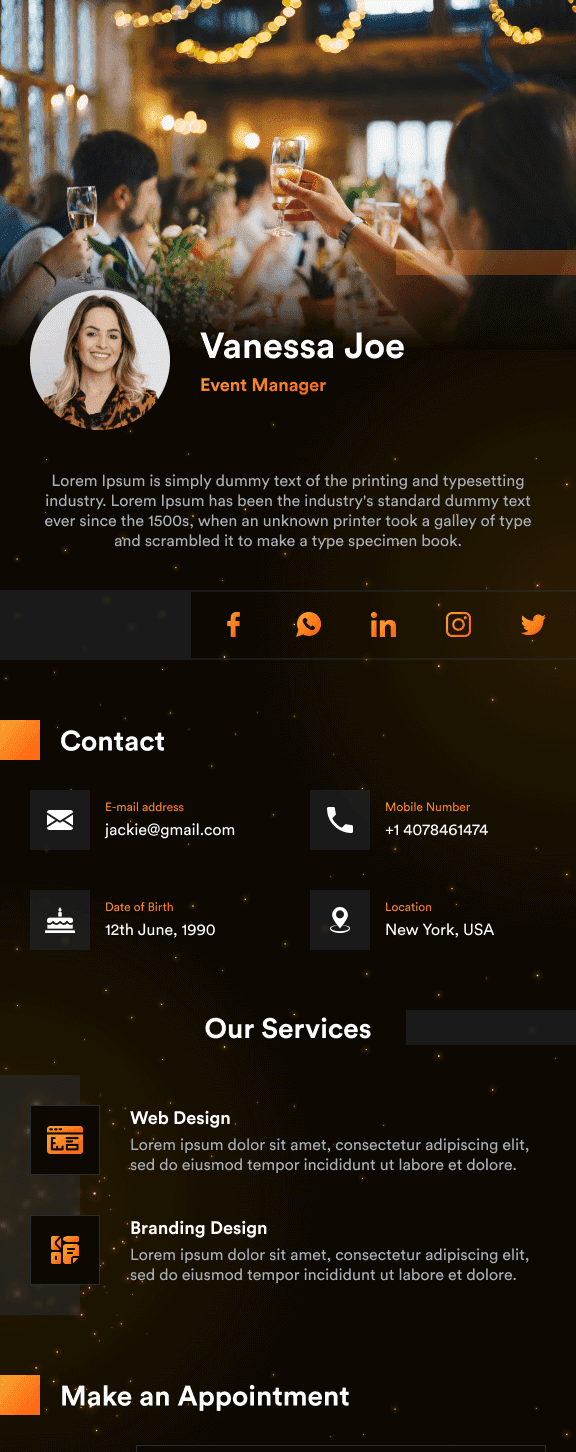 Vanessa Joe
Event Manager
Lorem Ipsum is simply dummy text of the printing and typesetting
industry. Lorem Ipsum has been the industry's standard dummy text
ever since the 1500s, when an unknown printer took a galley of type
and scrambled it to make a type specimen book.
Contact
E-mail address
jackie@gmail.com
Mobile Number
+1 4078461474
Date of Birth
12th June, 1990
Location
New York, USA
Our Services
Web Design
Lorem ipsum dolor sit amet, consectetur adipiscing elit,
sed do eiusmod tempor incididunt ut labore et dolore.
Branding Design
Lorem ipsum dolor sit amet, consectetur adipiscing elit,
sed do eiusmod tempor incididunt ut labore et dolore.
Make an Appointment